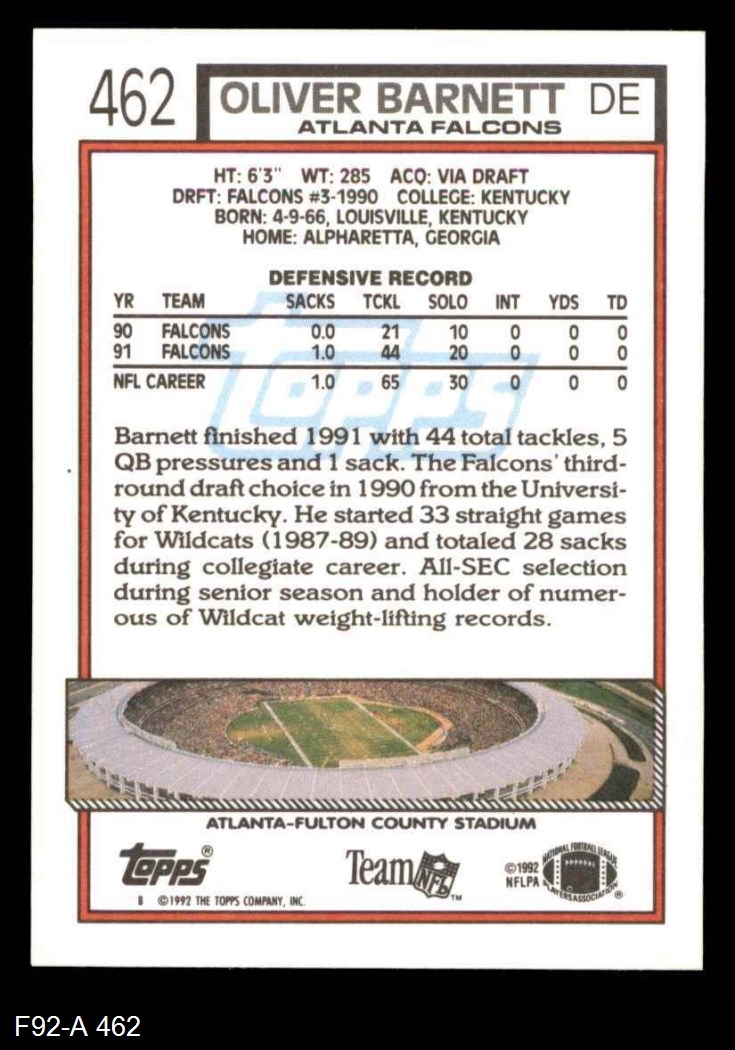 462 OLIVER BARNETT DE
ATLANTA FALCONS
HT: 6'3" WT: 285 ACQ: VIA DRAFT
DRFT: FALCONS #3-1990 COLLEGE: KENTUCKY
BORN: 4-9-66, LOUISVILLE, KENTUCKY
HOME: ALPHARETTA, GEORGIA
DEFENSIVE RECORD
YR TEAM SACKS TCKL SOLO INT YDS TD
90 FALCONS 0.0 21 10 0 0 0
91 FALCONS 1.0 44 20 0 0 0
NFL CAREER 1.0 65 30 0 0 0
topps
Barnett finished 1991 with 44 total tackles, 5
QB pressures and 1 sack. The Falcons' third-
round draft choice in 1990 from the Universi-
ty of Kentucky. He started 33 straight games
for Wildcats (1987-89) and totaled 28 sacks
during collegiate career. All-SEC selection
during senior season and holder of numer-
ous of Wildcat weight-lifting records.
ATLANTA-FULTON COUNTY STADIUM
topps®
Team NFL™
©1992
NFLPA
NATIONAL FOOTBALL LEAGUE
PLAYERS ASSOCIATION ®
B ©1992 THE TOPPS COMPANY, INC.
F92-A 462